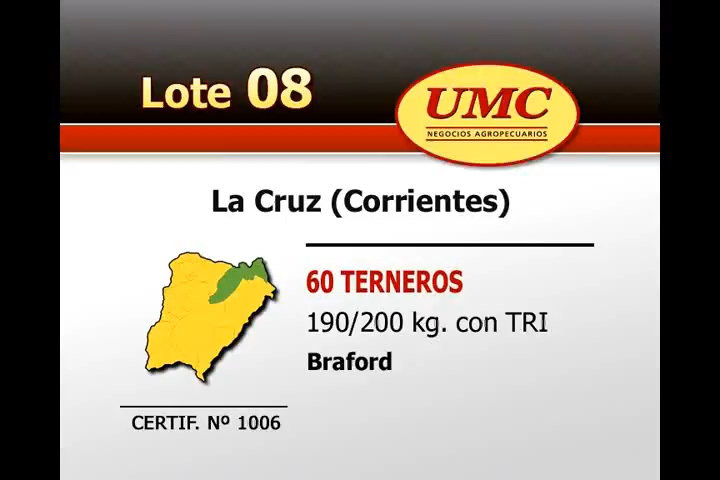 Lote 08
UMC
NEGOCIOS AGROPECUARIOS
La Cruz (Corrientes)
60 TERNEROS
190/200 kg. con TRI
Braford
CERTIF. Nº 1006